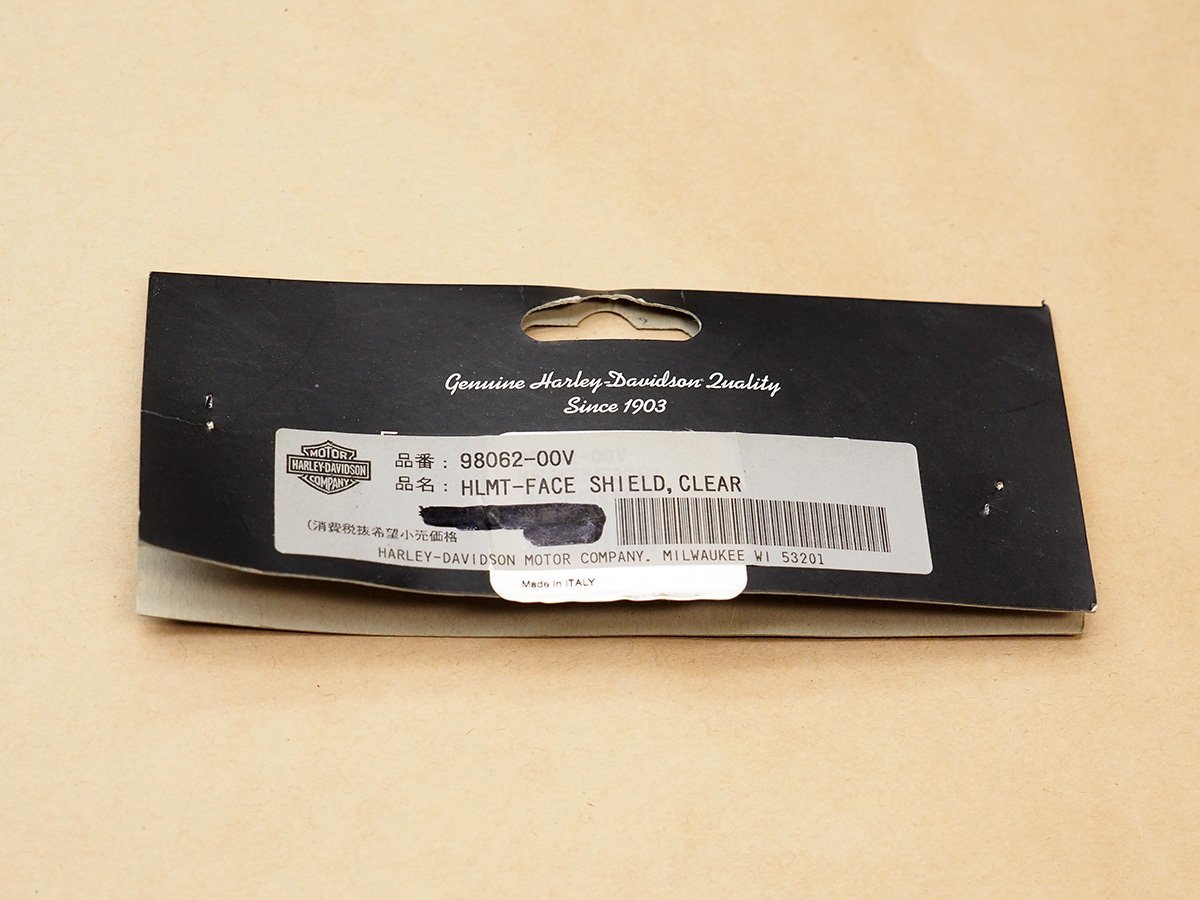 Genuine Harley-Davidson Quality
Since 1903
MOTOR
HARLEY-DAVIDSON
COMPANY
品番: 98062-00V
品名: HLMT-FACE SHIELD,CLEAR
(消費税抜希望小売価格
HARLEY-DAVIDSON MOTOR COMPANY. MILWAUKEE WI 53201
Made in ITALY